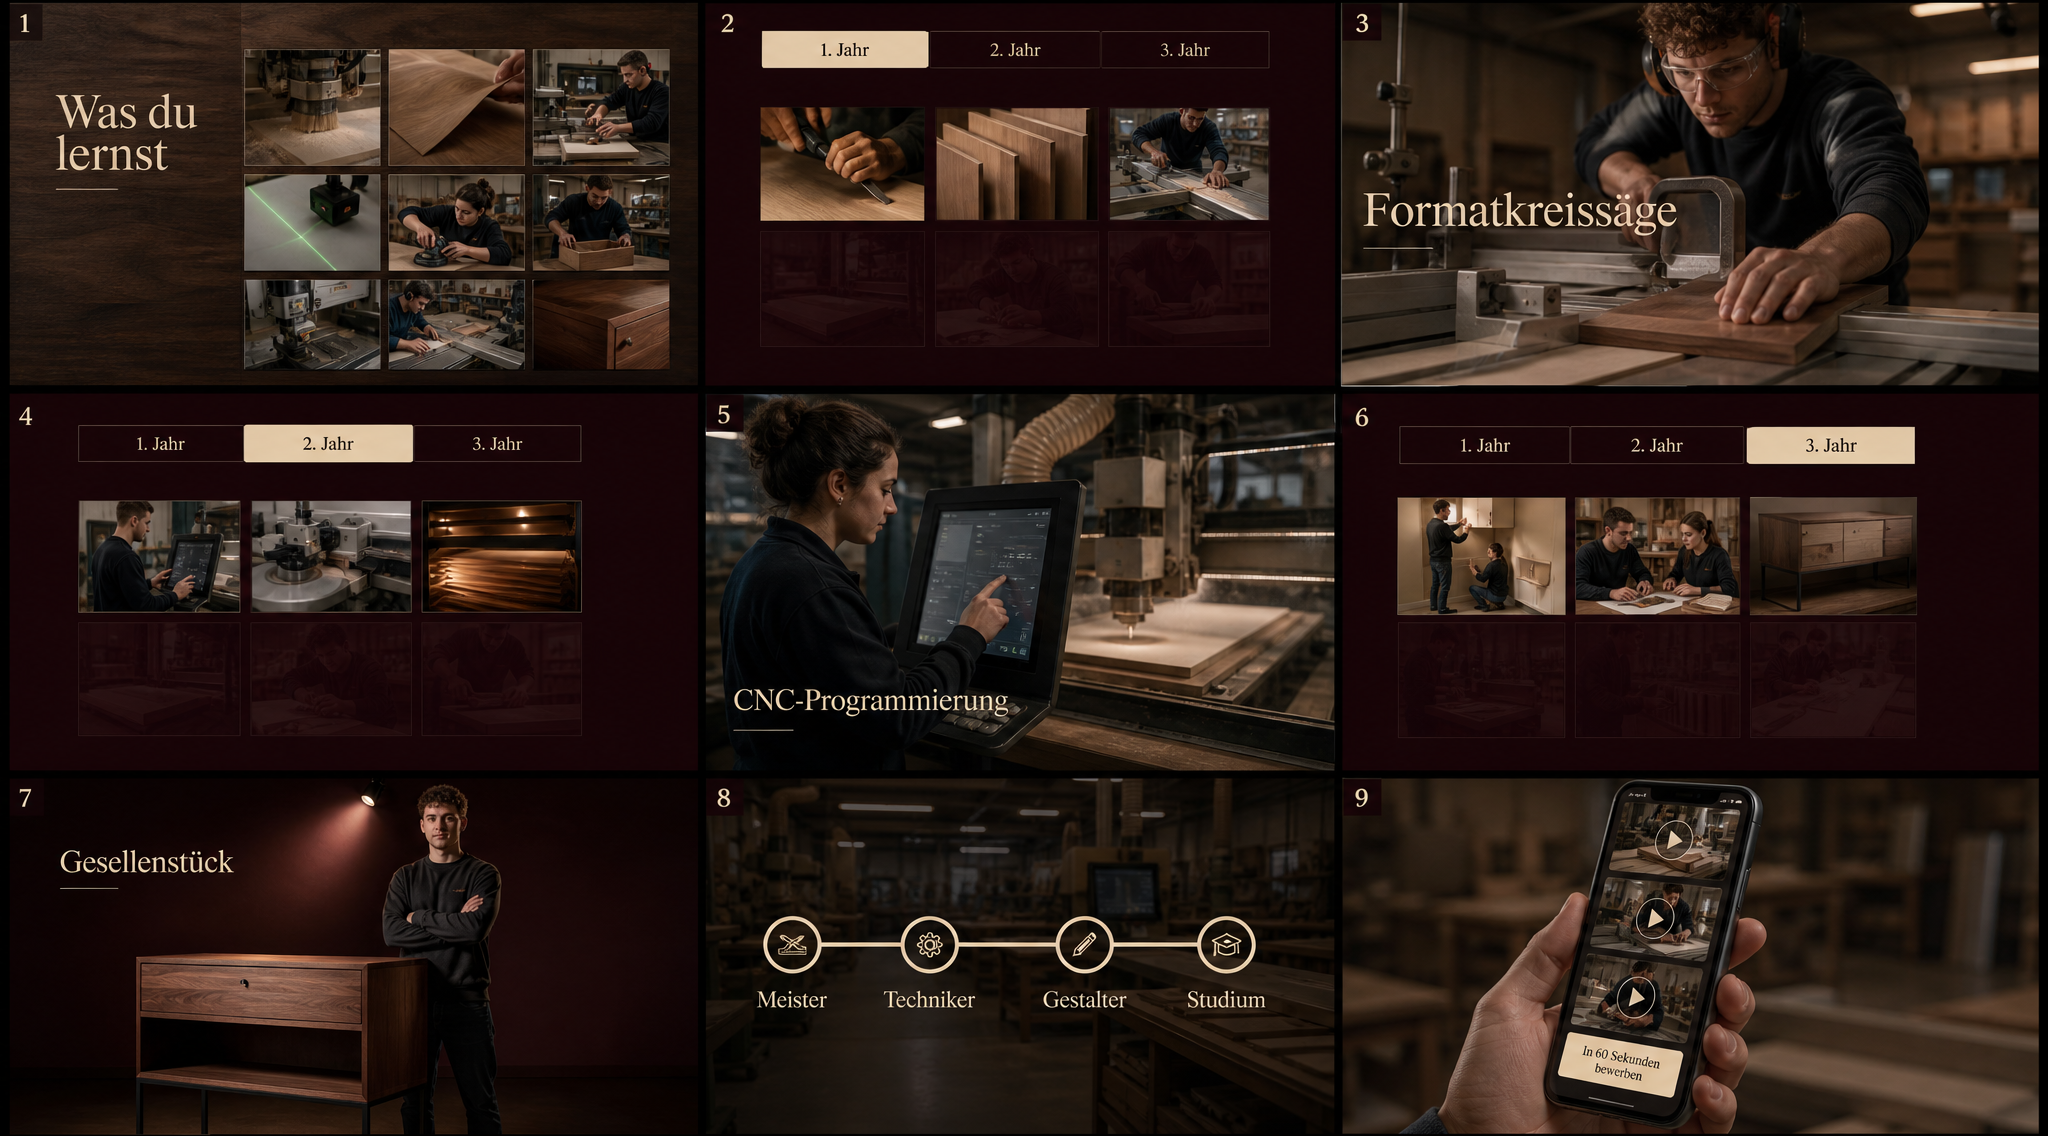 1
Was du
lernst
2
1. Jahr
2. Jahr
3. Jahr
3
Formatkreissäge
4
1. Jahr
2. Jahr
3. Jahr
5
CNC-Programmierung
6
1. Jahr
2. Jahr
3. Jahr
7
Gesellenstück
8
Meister
Techniker
Gestalter
Studium
9
In 60 Sekunden
bewerben